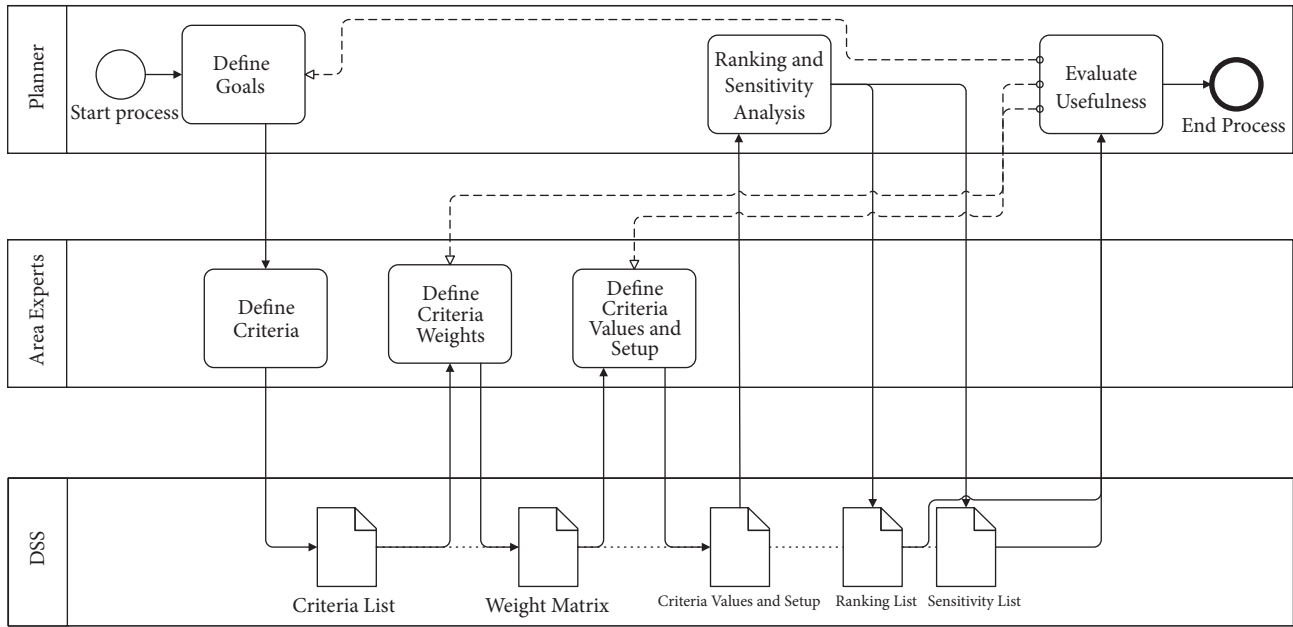 Planner
Start process
Define
Goals
Ranking and
Sensitivity
Analysis
Evaluate
Usefulness
End Process
Area Experts
Define
Criteria
Define
Criteria
Weights
Define
Criteria
Values and
Setup
DSS
Criteria List
Weight Matrix
Criteria Values and Setup
Ranking List
Sensitivity List